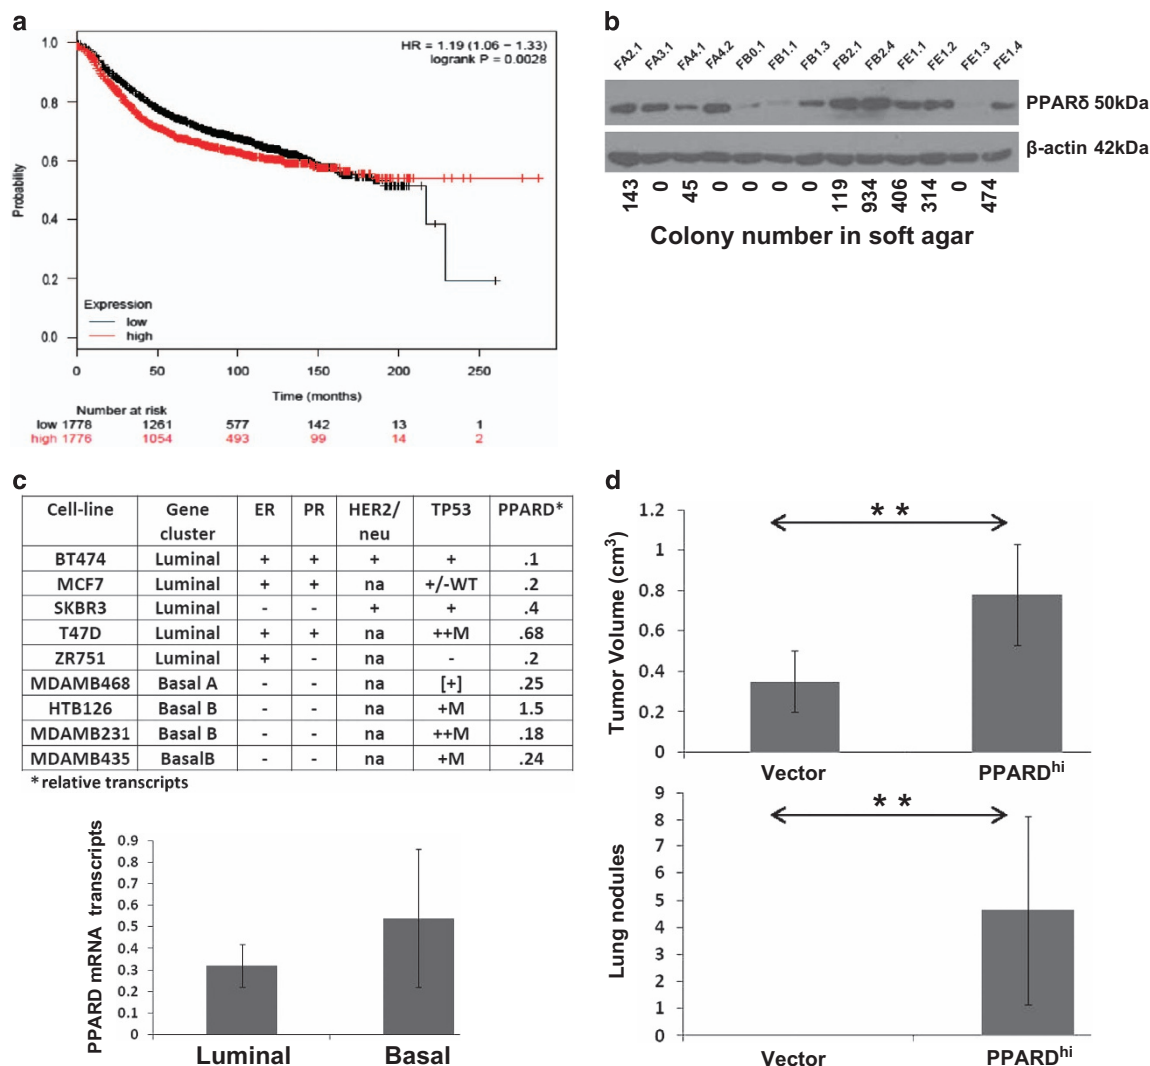 a
HR = 1.19 (1.06 − 1.33)
logrank P = 0.0028
1.0
0.8
0.6
0.4
0.2
0.0
Probability
Expression
low
high
0 50 100 150 200 250
Time (months)
Number at risk
low 1778 1261 577 142 13 1
high 1776 1054 493 99 14 2
b
FA2.1 FA3.1 FA4.1 FA4.2 FB0.1 FB1.1 FB1.3 FB2.1 FB2.4 FE1.1 FE1.2 FE1.3 FE1.4
PPARδ 50kDa
β-actin 42kDa
143 0 45 0 0 0 0 119 934 406 314 0 474
Colony number in soft agar
c
Cell-line Gene cluster ER PR HER2/neu TP53 PPARD*
BT474 Luminal + + + + .1
MCF7 Luminal + + na +/-WT .2
SKBR3 Luminal - - + + .4
T47D Luminal + + na ++M .68
ZR751 Luminal + - na - .2
MDAMB468 Basal A - - na [+] .25
HTB126 Basal B - - na +M 1.5
MDAMB231 Basal B - - na ++M .18
MDAMB435 BasalB - - na +M .24
*relative transcripts
PPARD mRNA transcripts
0.9
0.8
0.7
0.6
0.5
0.4
0.3
0.2
0.1
0
Luminal Basal
d
Tumor Volume (cm³)
1.2
1
0.8
0.6
0.4
0.2
0
* *
Vector PPARDʰⁱ
Lung nodules
9
8
7
6
5
4
3
2
1
0
* *
Vector PPARDʰⁱ